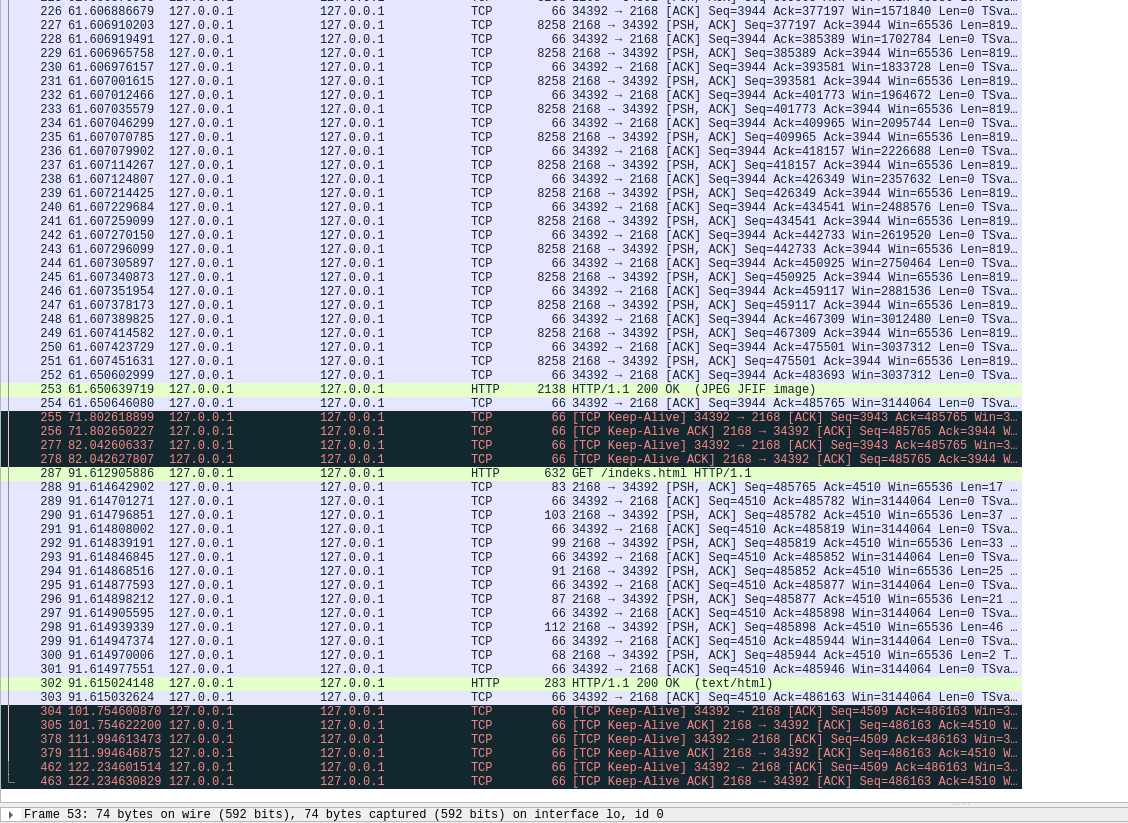 226 61.606886679 127.0.0.1 127.0.0.1 TCP 66 34392 → 2168 [ACK] Seq=3944 Ack=377197 Win=1571840 Len=0 TSva…
227 61.606910203 127.0.0.1 127.0.0.1 TCP 8258 2168 → 34392 [PSH, ACK] Seq=377197 Ack=3944 Win=65536 Len=819…
228 61.606919491 127.0.0.1 127.0.0.1 TCP 66 34392 → 2168 [ACK] Seq=3944 Ack=385389 Win=1702784 Len=0 TSva…
229 61.606965758 127.0.0.1 127.0.0.1 TCP 8258 2168 → 34392 [PSH, ACK] Seq=385389 Ack=3944 Win=65536 Len=819…
230 61.606976157 127.0.0.1 127.0.0.1 TCP 66 34392 → 2168 [ACK] Seq=3944 Ack=393581 Win=1833728 Len=0 TSva…
231 61.607001615 127.0.0.1 127.0.0.1 TCP 8258 2168 → 34392 [PSH, ACK] Seq=393581 Ack=3944 Win=65536 Len=819…
232 61.607012466 127.0.0.1 127.0.0.1 TCP 66 34392 → 2168 [ACK] Seq=3944 Ack=401773 Win=1964672 Len=0 TSva…
233 61.607035579 127.0.0.1 127.0.0.1 TCP 8258 2168 → 34392 [PSH, ACK] Seq=401773 Ack=3944 Win=65536 Len=819…
234 61.607046299 127.0.0.1 127.0.0.1 TCP 66 34392 → 2168 [ACK] Seq=3944 Ack=409965 Win=2095744 Len=0 TSva…
235 61.607070785 127.0.0.1 127.0.0.1 TCP 8258 2168 → 34392 [PSH, ACK] Seq=409965 Ack=3944 Win=65536 Len=819…
236 61.607079902 127.0.0.1 127.0.0.1 TCP 66 34392 → 2168 [ACK] Seq=3944 Ack=418157 Win=2226688 Len=0 TSva…
237 61.607114267 127.0.0.1 127.0.0.1 TCP 8258 2168 → 34392 [PSH, ACK] Seq=418157 Ack=3944 Win=65536 Len=819…
238 61.607124807 127.0.0.1 127.0.0.1 TCP 66 34392 → 2168 [ACK] Seq=3944 Ack=426349 Win=2357632 Len=0 TSva…
239 61.607214425 127.0.0.1 127.0.0.1 TCP 8258 2168 → 34392 [PSH, ACK] Seq=426349 Ack=3944 Win=65536 Len=819…
240 61.607229684 127.0.0.1 127.0.0.1 TCP 66 34392 → 2168 [ACK] Seq=3944 Ack=434541 Win=2488576 Len=0 TSva…
241 61.607259099 127.0.0.1 127.0.0.1 TCP 8258 2168 → 34392 [PSH, ACK] Seq=434541 Ack=3944 Win=65536 Len=819…
242 61.607270150 127.0.0.1 127.0.0.1 TCP 66 34392 → 2168 [ACK] Seq=3944 Ack=442733 Win=2619520 Len=0 TSva…
243 61.607296099 127.0.0.1 127.0.0.1 TCP 8258 2168 → 34392 [PSH, ACK] Seq=442733 Ack=3944 Win=65536 Len=819…
244 61.607305897 127.0.0.1 127.0.0.1 TCP 66 34392 → 2168 [ACK] Seq=3944 Ack=450925 Win=2750464 Len=0 TSva…
245 61.607340873 127.0.0.1 127.0.0.1 TCP 8258 2168 → 34392 [PSH, ACK] Seq=450925 Ack=3944 Win=65536 Len=819…
246 61.607351954 127.0.0.1 127.0.0.1 TCP 66 34392 → 2168 [ACK] Seq=3944 Ack=459117 Win=2881536 Len=0 TSva…
247 61.607378173 127.0.0.1 127.0.0.1 TCP 8258 2168 → 34392 [PSH, ACK] Seq=459117 Ack=3944 Win=65536 Len=819…
248 61.607389825 127.0.0.1 127.0.0.1 TCP 66 34392 → 2168 [ACK] Seq=3944 Ack=467309 Win=3012480 Len=0 TSva…
249 61.607414582 127.0.0.1 127.0.0.1 TCP 8258 2168 → 34392 [PSH, ACK] Seq=467309 Ack=3944 Win=65536 Len=819…
250 61.607423729 127.0.0.1 127.0.0.1 TCP 66 34392 → 2168 [ACK] Seq=3944 Ack=475501 Win=3037312 Len=0 TSva…
251 61.607451631 127.0.0.1 127.0.0.1 TCP 8258 2168 → 34392 [PSH, ACK] Seq=475501 Ack=3944 Win=65536 Len=819…
252 61.650602999 127.0.0.1 127.0.0.1 TCP 66 34392 → 2168 [ACK] Seq=3944 Ack=483693 Win=3037312 Len=0 TSva…
253 61.650639719 127.0.0.1 127.0.0.1 HTTP 2138 HTTP/1.1 200 OK (JPEG JFIF image)
254 61.650646080 127.0.0.1 127.0.0.1 TCP 66 34392 → 2168 [ACK] Seq=3944 Ack=485765 Win=3144064 Len=0 TSva…
255 71.802618899 127.0.0.1 127.0.0.1 TCP 66 [TCP Keep-Alive] 34392 → 2168 [ACK] Seq=3943 Ack=485765 Win=3…
256 71.802650227 127.0.0.1 127.0.0.1 TCP 66 [TCP Keep-Alive ACK] 2168 → 34392 [ACK] Seq=485765 Ack=3944 W…
277 82.042606337 127.0.0.1 127.0.0.1 TCP 66 [TCP Keep-Alive] 34392 → 2168 [ACK] Seq=3943 Ack=485765 Win=3…
278 82.042627807 127.0.0.1 127.0.0.1 TCP 66 [TCP Keep-Alive ACK] 2168 → 34392 [ACK] Seq=485765 Ack=3944 W…
287 91.612905886 127.0.0.1 127.0.0.1 HTTP 632 GET /indeks.html HTTP/1.1
288 91.614642902 127.0.0.1 127.0.0.1 TCP 83 2168 → 34392 [PSH, ACK] Seq=485765 Ack=4510 Win=65536 Len=17 …
289 91.614701271 127.0.0.1 127.0.0.1 TCP 66 34392 → 2168 [ACK] Seq=4510 Ack=485782 Win=3144064 Len=0 TSva…
290 91.614796851 127.0.0.1 127.0.0.1 TCP 103 2168 → 34392 [PSH, ACK] Seq=485782 Ack=4510 Win=65536 Len=37 …
291 91.614808002 127.0.0.1 127.0.0.1 TCP 66 34392 → 2168 [ACK] Seq=4510 Ack=485819 Win=3144064 Len=0 TSva…
292 91.614839191 127.0.0.1 127.0.0.1 TCP 99 2168 → 34392 [PSH, ACK] Seq=485819 Ack=4510 Win=65536 Len=33 …
293 91.614846845 127.0.0.1 127.0.0.1 TCP 66 34392 → 2168 [ACK] Seq=4510 Ack=485852 Win=3144064 Len=0 TSva…
294 91.614868516 127.0.0.1 127.0.0.1 TCP 91 2168 → 34392 [PSH, ACK] Seq=485852 Ack=4510 Win=65536 Len=25 …
295 91.614877593 127.0.0.1 127.0.0.1 TCP 66 34392 → 2168 [ACK] Seq=4510 Ack=485877 Win=3144064 Len=0 TSva…
296 91.614898212 127.0.0.1 127.0.0.1 TCP 87 2168 → 34392 [PSH, ACK] Seq=485877 Ack=4510 Win=65536 Len=21 …
297 91.614905595 127.0.0.1 127.0.0.1 TCP 66 34392 → 2168 [ACK] Seq=4510 Ack=485898 Win=3144064 Len=0 TSva…
298 91.614939339 127.0.0.1 127.0.0.1 TCP 112 2168 → 34392 [PSH, ACK] Seq=485898 Ack=4510 Win=65536 Len=46 …
299 91.614947374 127.0.0.1 127.0.0.1 TCP 66 34392 → 2168 [ACK] Seq=4510 Ack=485944 Win=3144064 Len=0 TSva…
300 91.614970006 127.0.0.1 127.0.0.1 TCP 68 2168 → 34392 [PSH, ACK] Seq=485944 Ack=4510 Win=65536 Len=2 T…
301 91.614977551 127.0.0.1 127.0.0.1 TCP 66 34392 → 2168 [ACK] Seq=4510 Ack=485946 Win=3144064 Len=0 TSva…
302 91.615024148 127.0.0.1 127.0.0.1 HTTP 283 HTTP/1.1 200 OK (text/html)
303 91.615032624 127.0.0.1 127.0.0.1 TCP 66 34392 → 2168 [ACK] Seq=4510 Ack=486163 Win=3144064 Len=0 TSva…
304 101.754600870 127.0.0.1 127.0.0.1 TCP 66 [TCP Keep-Alive] 34392 → 2168 [ACK] Seq=4509 Ack=486163 Win=3…
305 101.754622200 127.0.0.1 127.0.0.1 TCP 66 [TCP Keep-Alive ACK] 2168 → 34392 [ACK] Seq=486163 Ack=4510 W…
378 111.994613473 127.0.0.1 127.0.0.1 TCP 66 [TCP Keep-Alive] 34392 → 2168 [ACK] Seq=4509 Ack=486163 Win=3…
379 111.994646875 127.0.0.1 127.0.0.1 TCP 66 [TCP Keep-Alive ACK] 2168 → 34392 [ACK] Seq=486163 Ack=4510 W…
462 122.234601514 127.0.0.1 127.0.0.1 TCP 66 [TCP Keep-Alive] 34392 → 2168 [ACK] Seq=4509 Ack=486163 Win=3…
463 122.234630829 127.0.0.1 127.0.0.1 TCP 66 [TCP Keep-Alive ACK] 2168 → 34392 [ACK] Seq=486163 Ack=4510 W…
Frame 53: 74 bytes on wire (592 bits), 74 bytes captured (592 bits) on interface lo, id 0